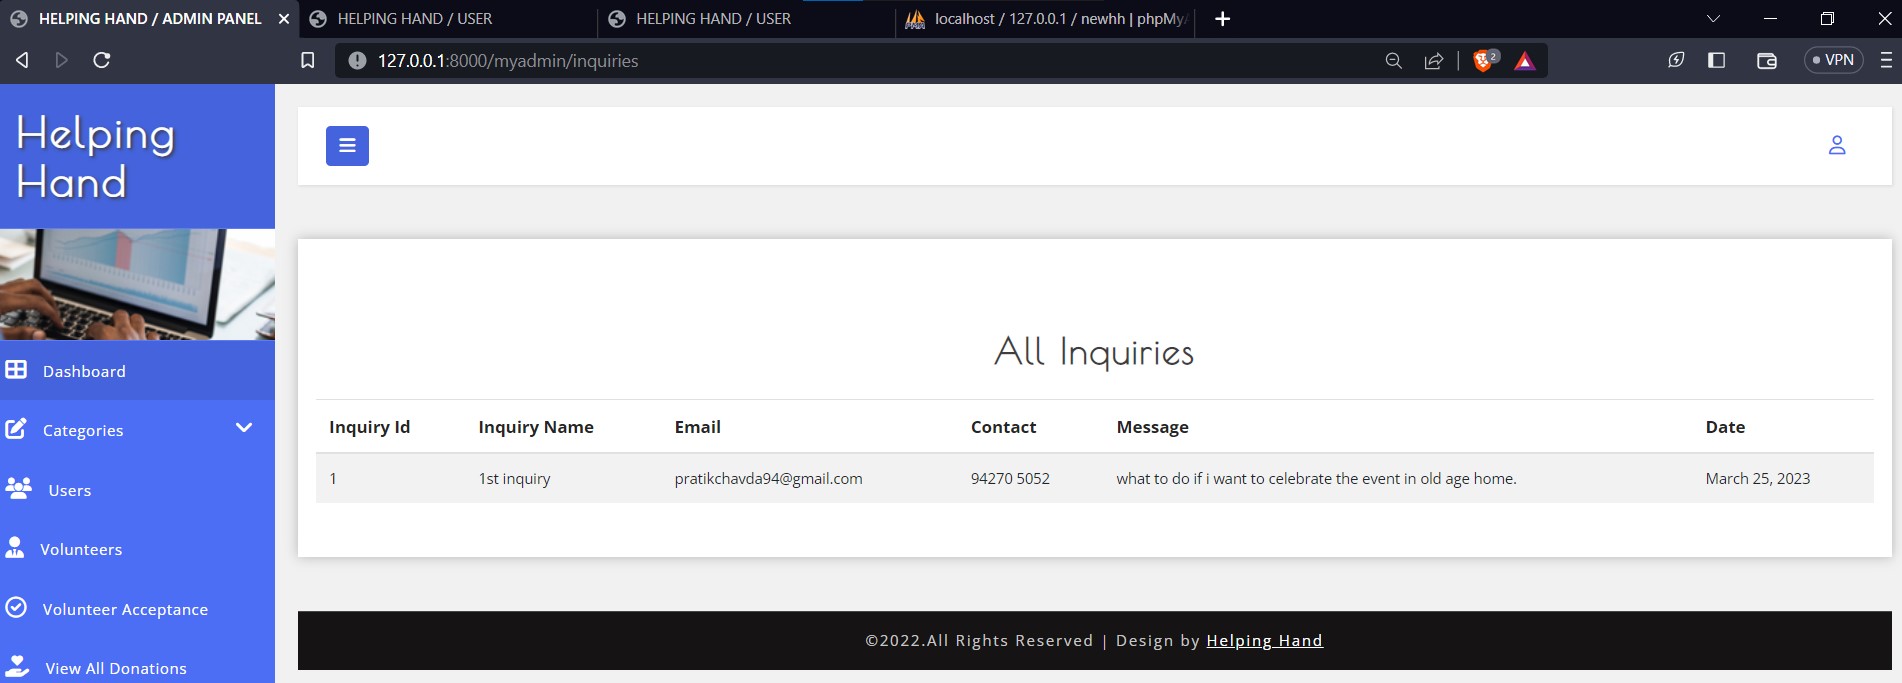 HELPING HAND / ADMIN PANEL
HELPING HAND / USER
HELPING HAND / USER
localhost / 127.0.0.1 / newhh | phpMy
127.0.0.1:8000/myadmin/inquiries
2
VPN
Helping
Hand
Dashboard
Categories
Users
Volunteers
Volunteer Acceptance
View All Donations
All Inquiries
Inquiry Id Inquiry Name Email Contact Message Date
1 1st inquiry pratikchavda94@gmail.com 94270 5052 what to do if i want to celebrate the event in old age home. March 25, 2023
©2022.All Rights Reserved | Design by Helping Hand